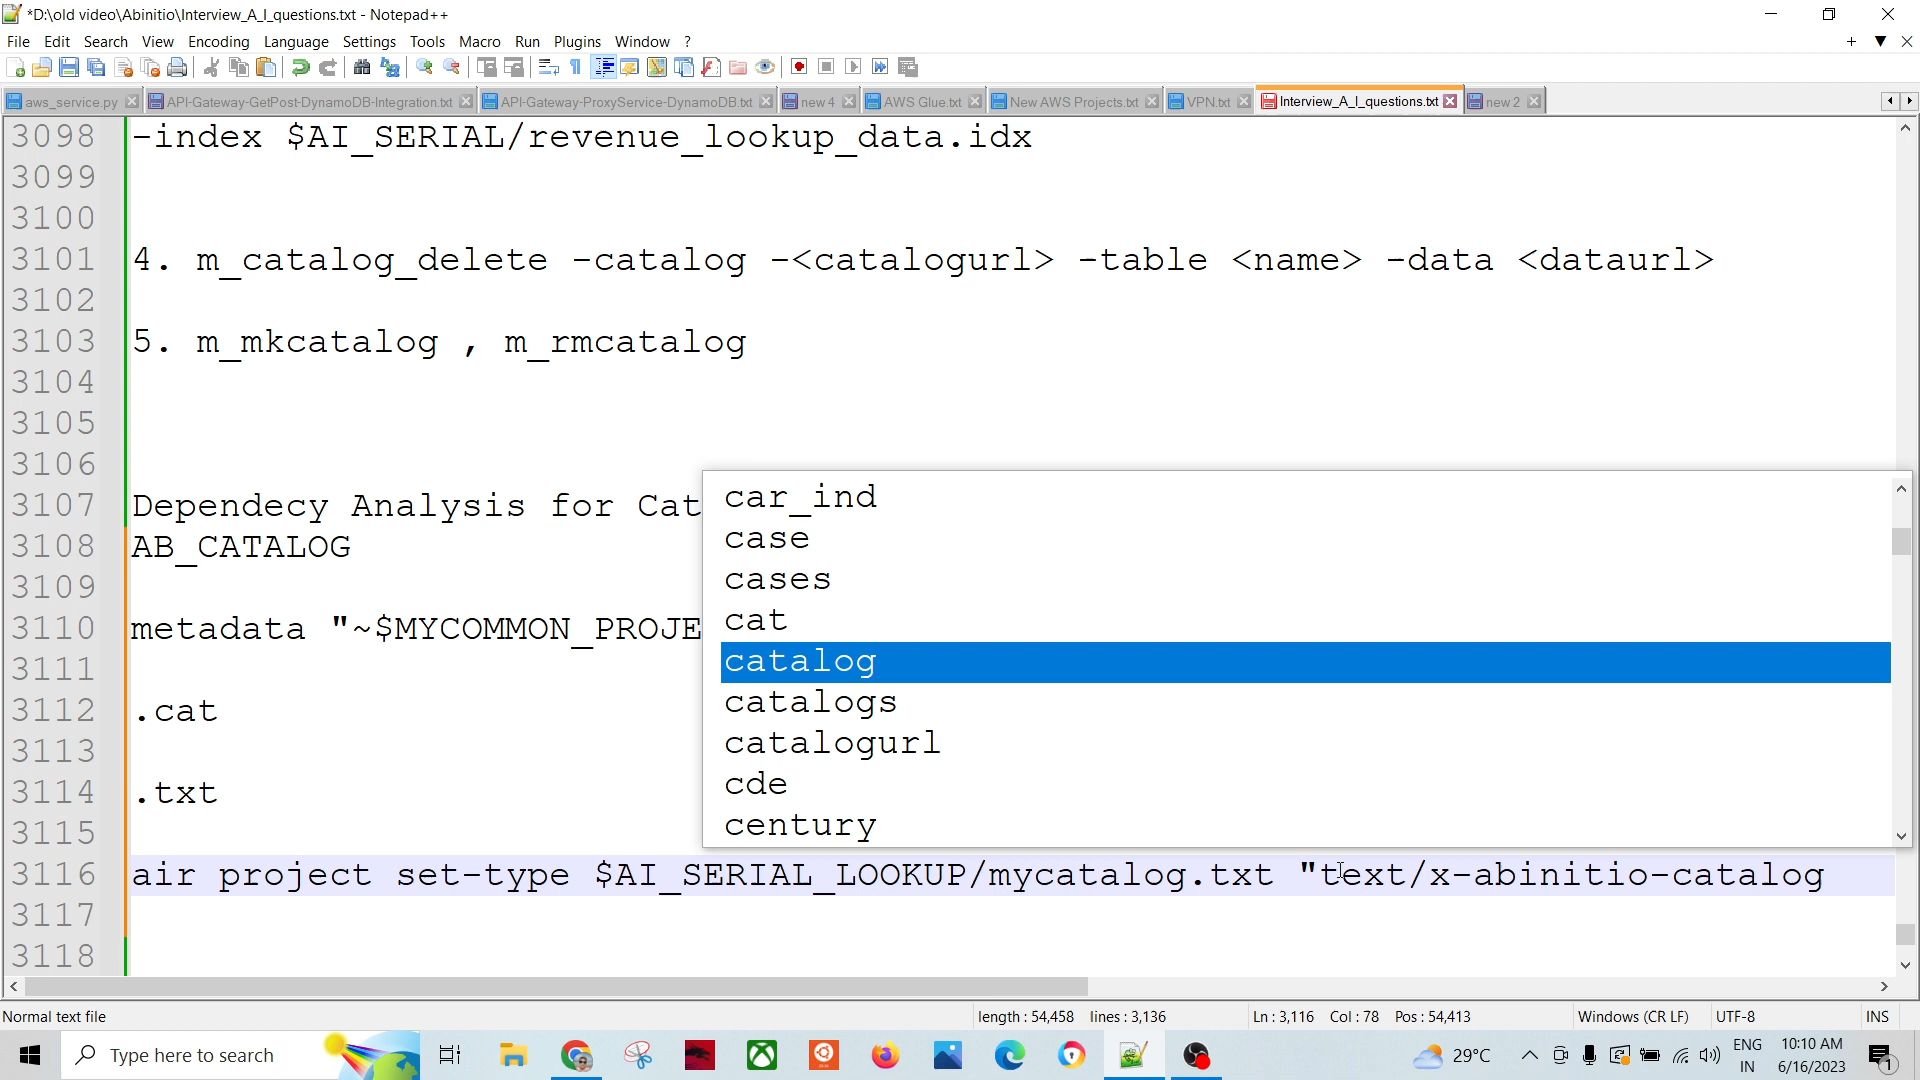 *D:\old video\Abinitio\Interview_A_I_questions.txt - Notepad++
File Edit Search View Encoding Language Settings Tools Macro Run Plugins Window ?
aws_service.py API-Gateway-GetPost-DynamoDB-Integration.txt API-Gateway-ProxyService-DynamoDB.txt new 4 AWS Glue.txt New AWS Projects.txt VPN.txt Interview_A_I_questions.txt new 2
3098 -index $AI_SERIAL/revenue_lookup_data.idx
3099
3100
3101 4. m_catalog_delete -catalog -<catalogurl> -table <name> -data <dataurl>
3102
3103 5. m_mkcatalog , m_rmcatalog
3104
3105
3106
car_ind
3107 Dependecy Analysis for Cat
case
3108 AB_CATALOG
cases
3109
cat
3110 metadata "~$MYCOMMON_PROJE
catalog
3111
catalogs
3112 .cat
catalogurl
3113
cde
3114 .txt
century
3115
3116 air project set-type $AI_SERIAL_LOOKUP/mycatalog.txt "text/x-abinitio-catalog
3117
3118
Normal text file length : 54,458 lines : 3,136 Ln : 3,116 Col : 78 Pos : 54,413 Windows (CR LF) UTF-8 INS
Type here to search 29°C ENG IN 10:10 AM 6/16/2023 1